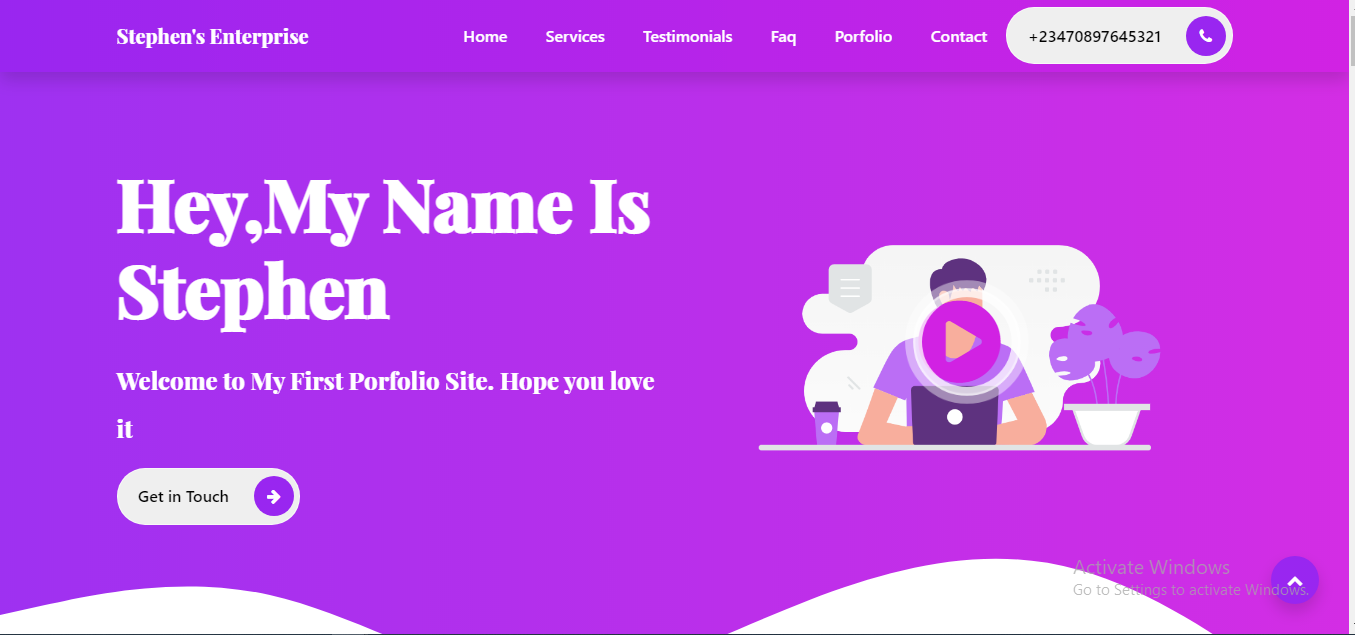 Stephen's Enterprise
Home
Services
Testimonials
Faq
Porfolio
Contact
+23470897645321
Hey,My Name Is
Stephen
Welcome to My First Porfolio Site. Hope you love
it
Get in Touch
Activate Windows
Go to Settings to activate Windows.